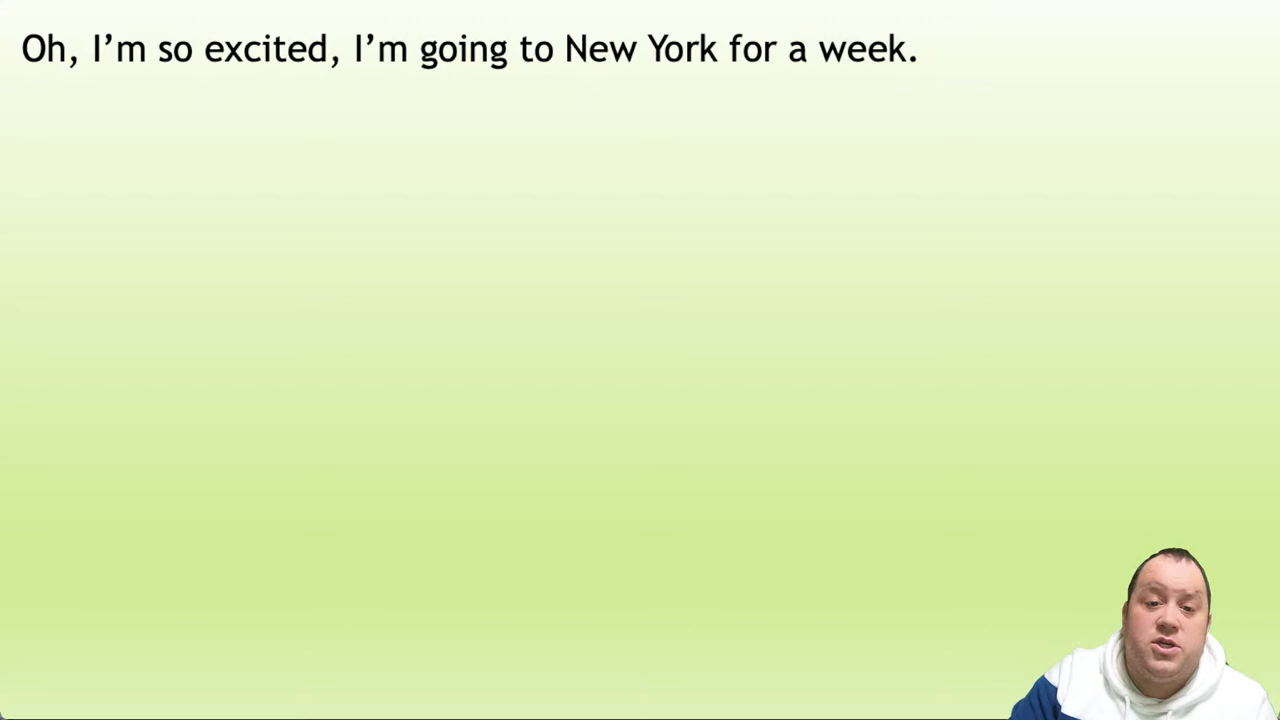 Oh, I’m so excited, I’m going to New York for a week.